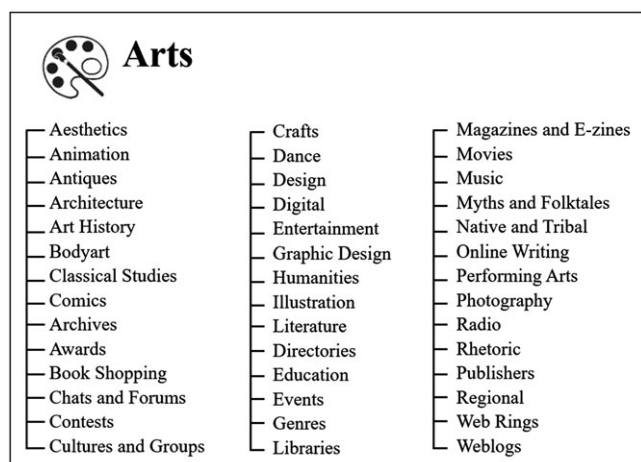 Arts
Aesthetics
Animation
Antiques
Architecture
Art History
Bodyart
Classical Studies
Comics
Archives
Awards
Book Shopping
Chats and Forums
Contests
Cultures and Groups
Crafts
Dance
Design
Digital
Entertainment
Graphic Design
Humanities
Illustration
Literature
Directories
Education
Events
Genres
Libraries
Magazines and E-zines
Movies
Music
Myths and Folktales
Native and Tribal
Online Writing
Performing Arts
Photography
Radio
Rhetoric
Publishers
Regional
Web Rings
Weblogs